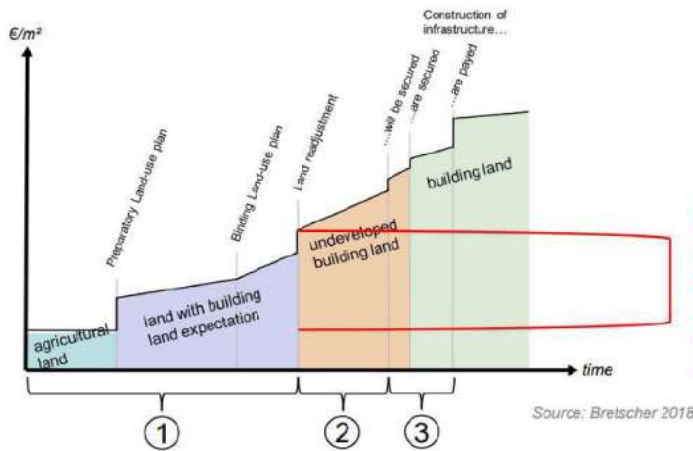 Construction of
infrastructure…
€/m²
Preparatory Land-use plan
Binding Land-use plan
Land readjustment
…will be secured
…are secured
…are payed
agricultural
land
land with building
land expectation
undeveloped
building land
building land
time
1
2
3
Source: Bretscher 2018